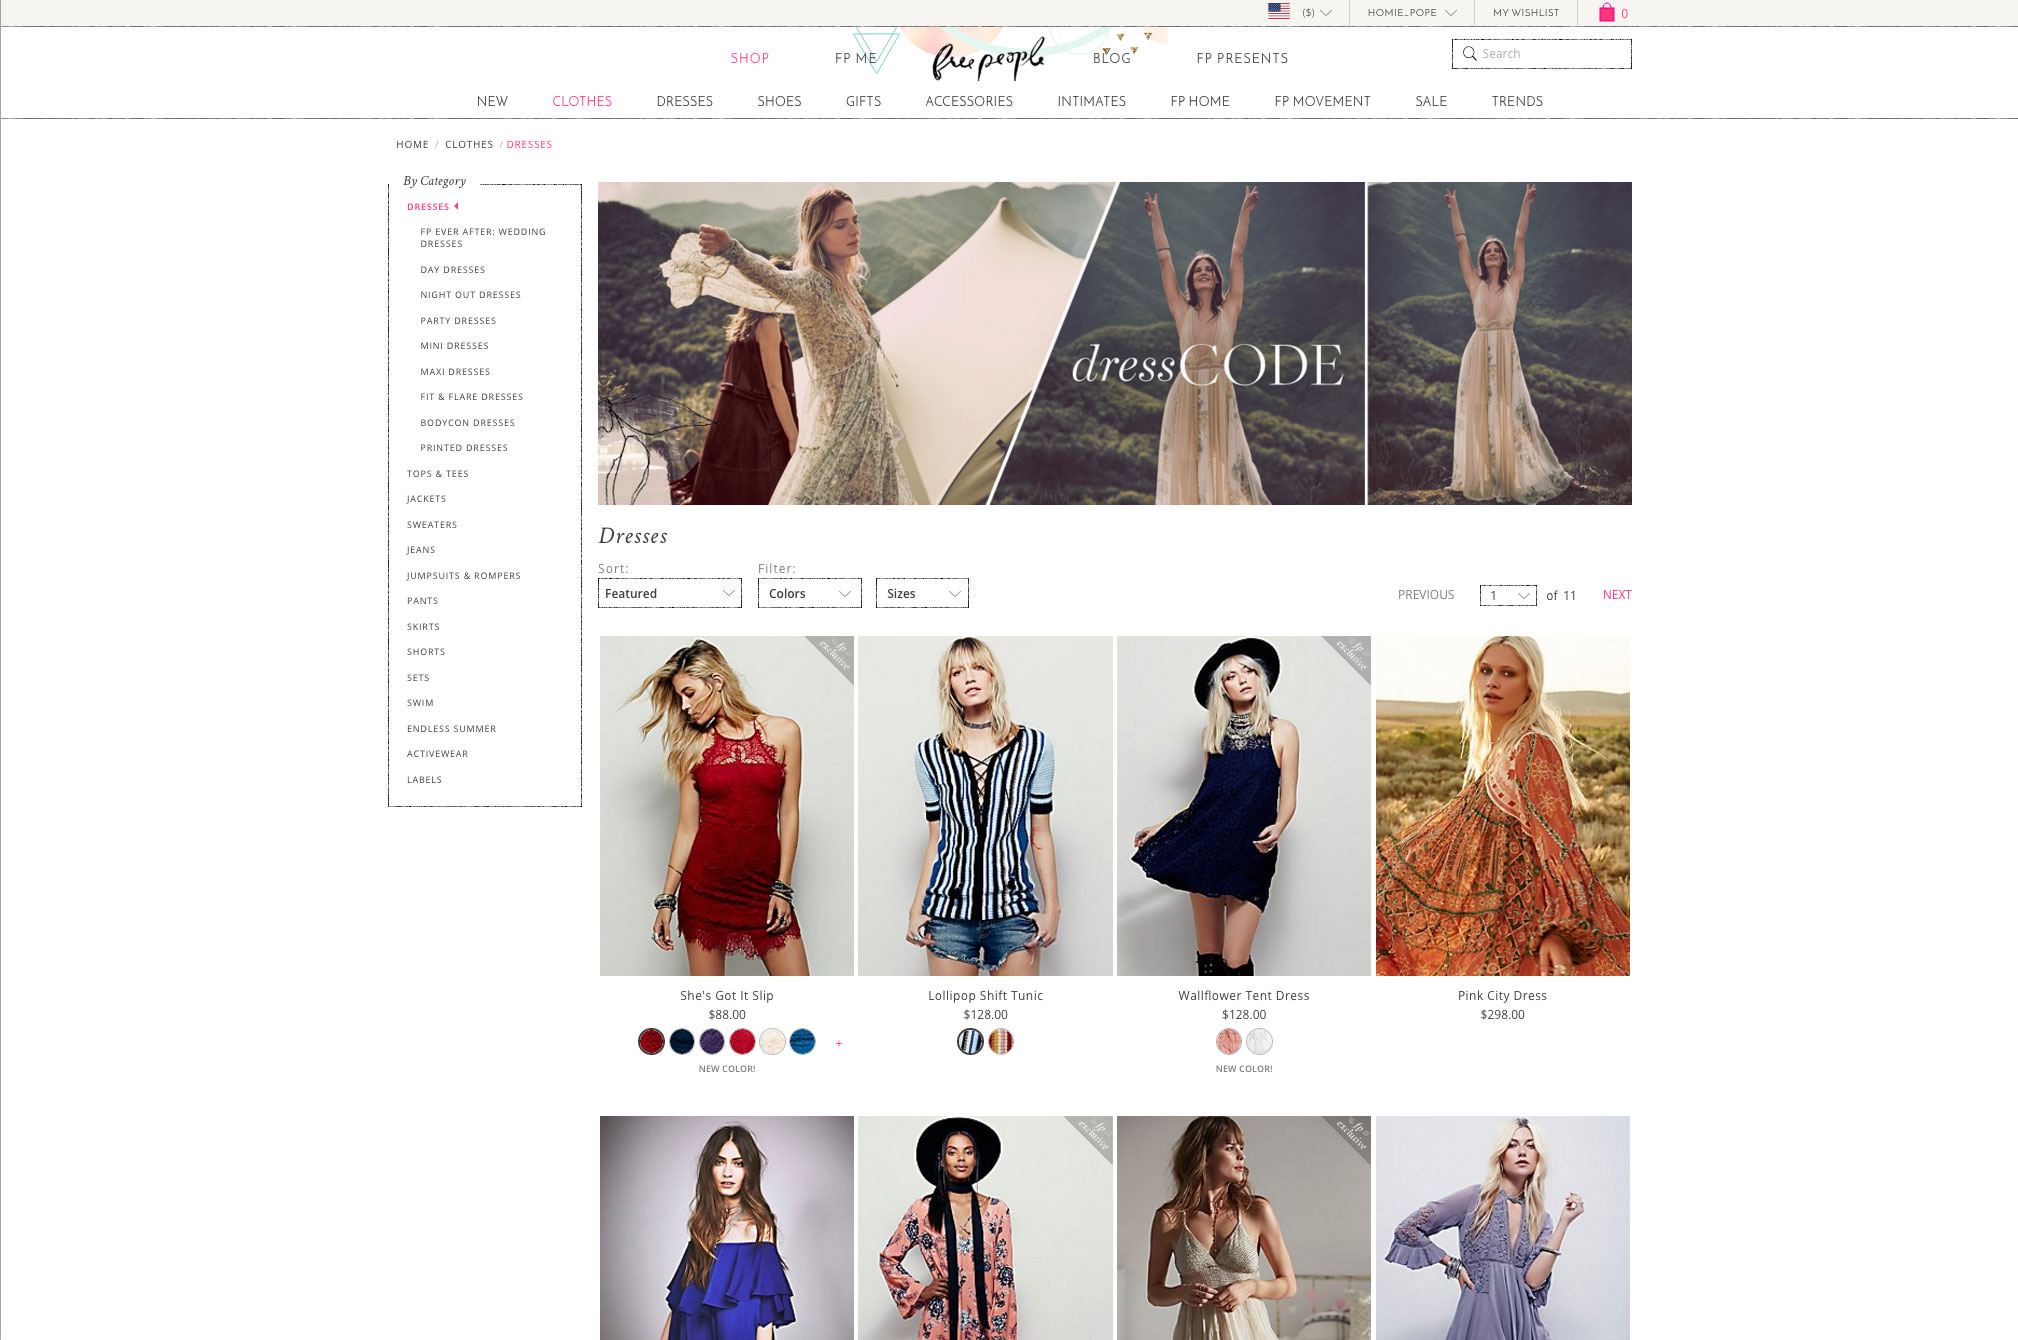 ($)
HOMIE_POPE
MY WISHLIST
0
SHOP
FP ME
free people
BLOG
FP PRESENTS
Search
NEW
CLOTHES
DRESSES
SHOES
GIFTS
ACCESSORIES
INTIMATES
FP HOME
FP MOVEMENT
SALE
TRENDS
HOME / CLOTHES / DRESSES
By Category
DRESSES
FP EVER AFTER: WEDDING
DRESSES
DAY DRESSES
NIGHT OUT DRESSES
PARTY DRESSES
MINI DRESSES
MAXI DRESSES
FIT & FLARE DRESSES
BODYCON DRESSES
PRINTED DRESSES
TOPS & TEES
JACKETS
SWEATERS
JEANS
JUMPSUITS & ROMPERS
PANTS
SKIRTS
SHORTS
SETS
SWIM
ENDLESS SUMMER
ACTIVEWEAR
LABELS
dressCODE
Dresses
Sort:
Featured
Filter:
Colors
Sizes
PREVIOUS
1
of 11
NEXT
fp
exclusive
fp
exclusive
She's Got It Slip
$88.00
+
NEW COLOR!
Lollipop Shift Tunic
$128.00
Wallflower Tent Dress
$128.00
NEW COLOR!
Pink City Dress
$298.00
fp
exclusive
fp
exclusive